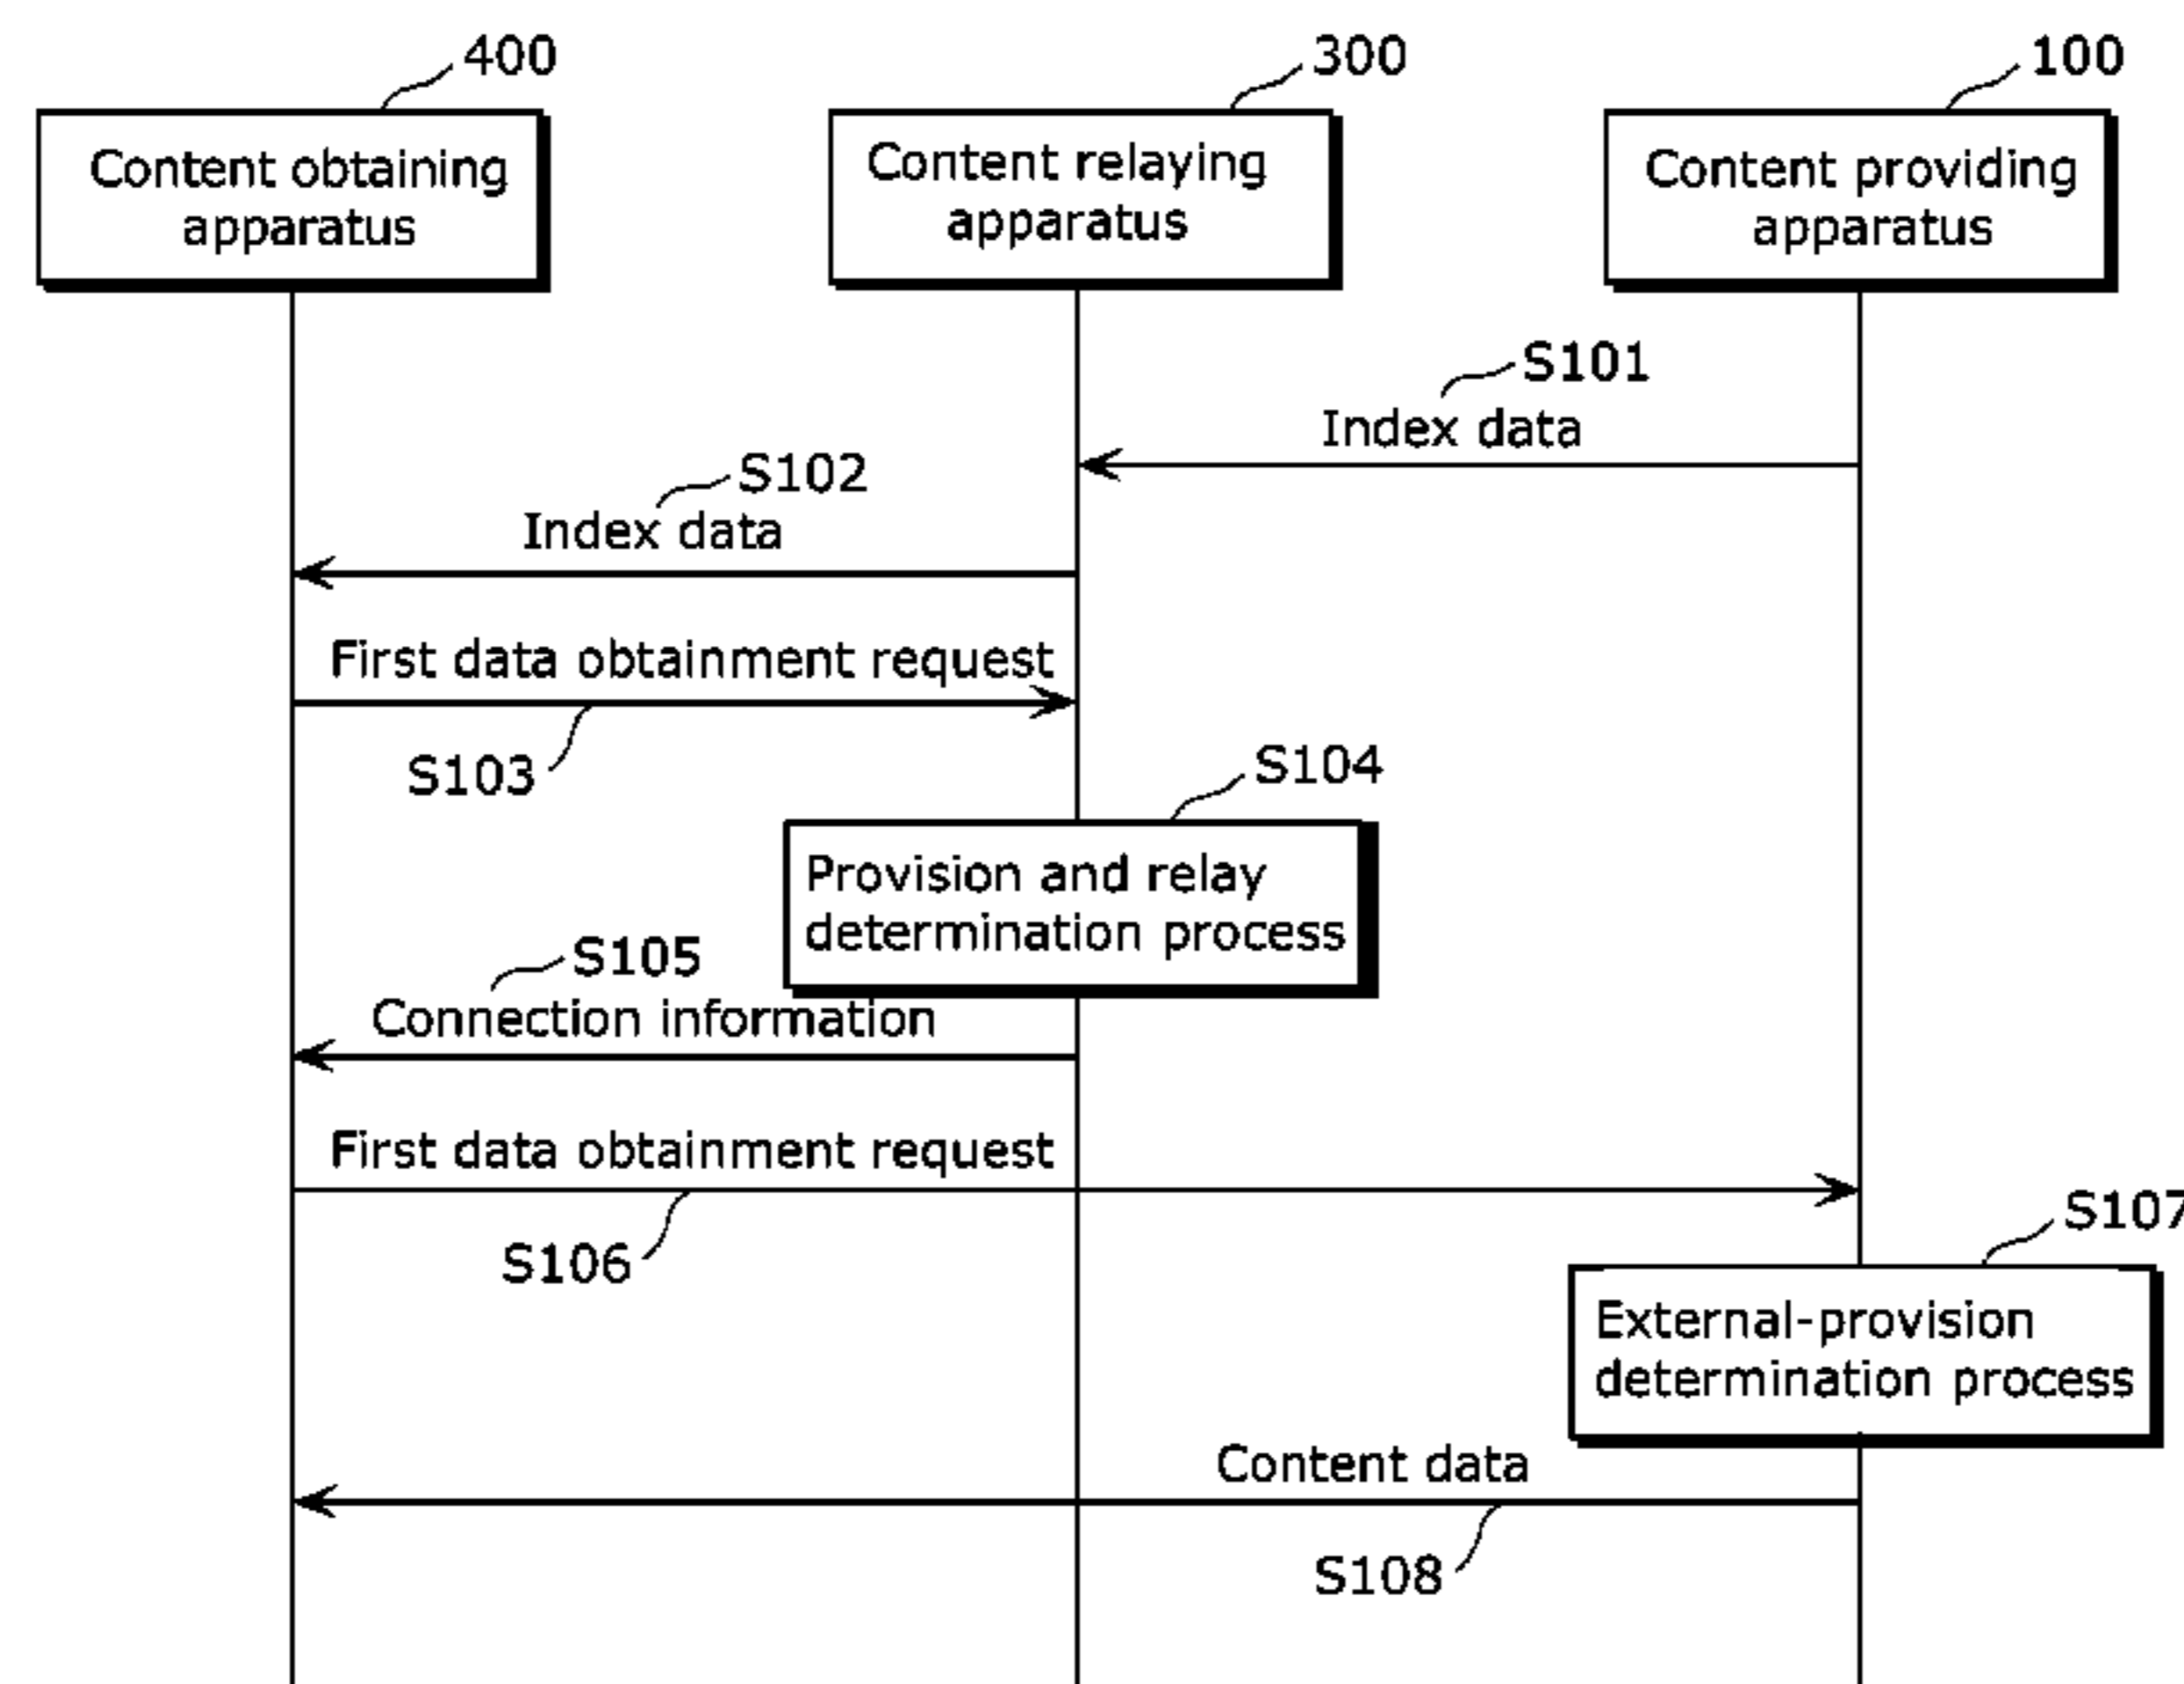 400
300
100
Content obtaining
apparatus
Content relaying
apparatus
Content providing
apparatus
S101
Index data
S102
Index data
First data obtainment request
S103
S104
Provision and relay
determination process
S105
Connection information
First data obtainment request
S106
S107
External-provision
determination process
Content data
S108